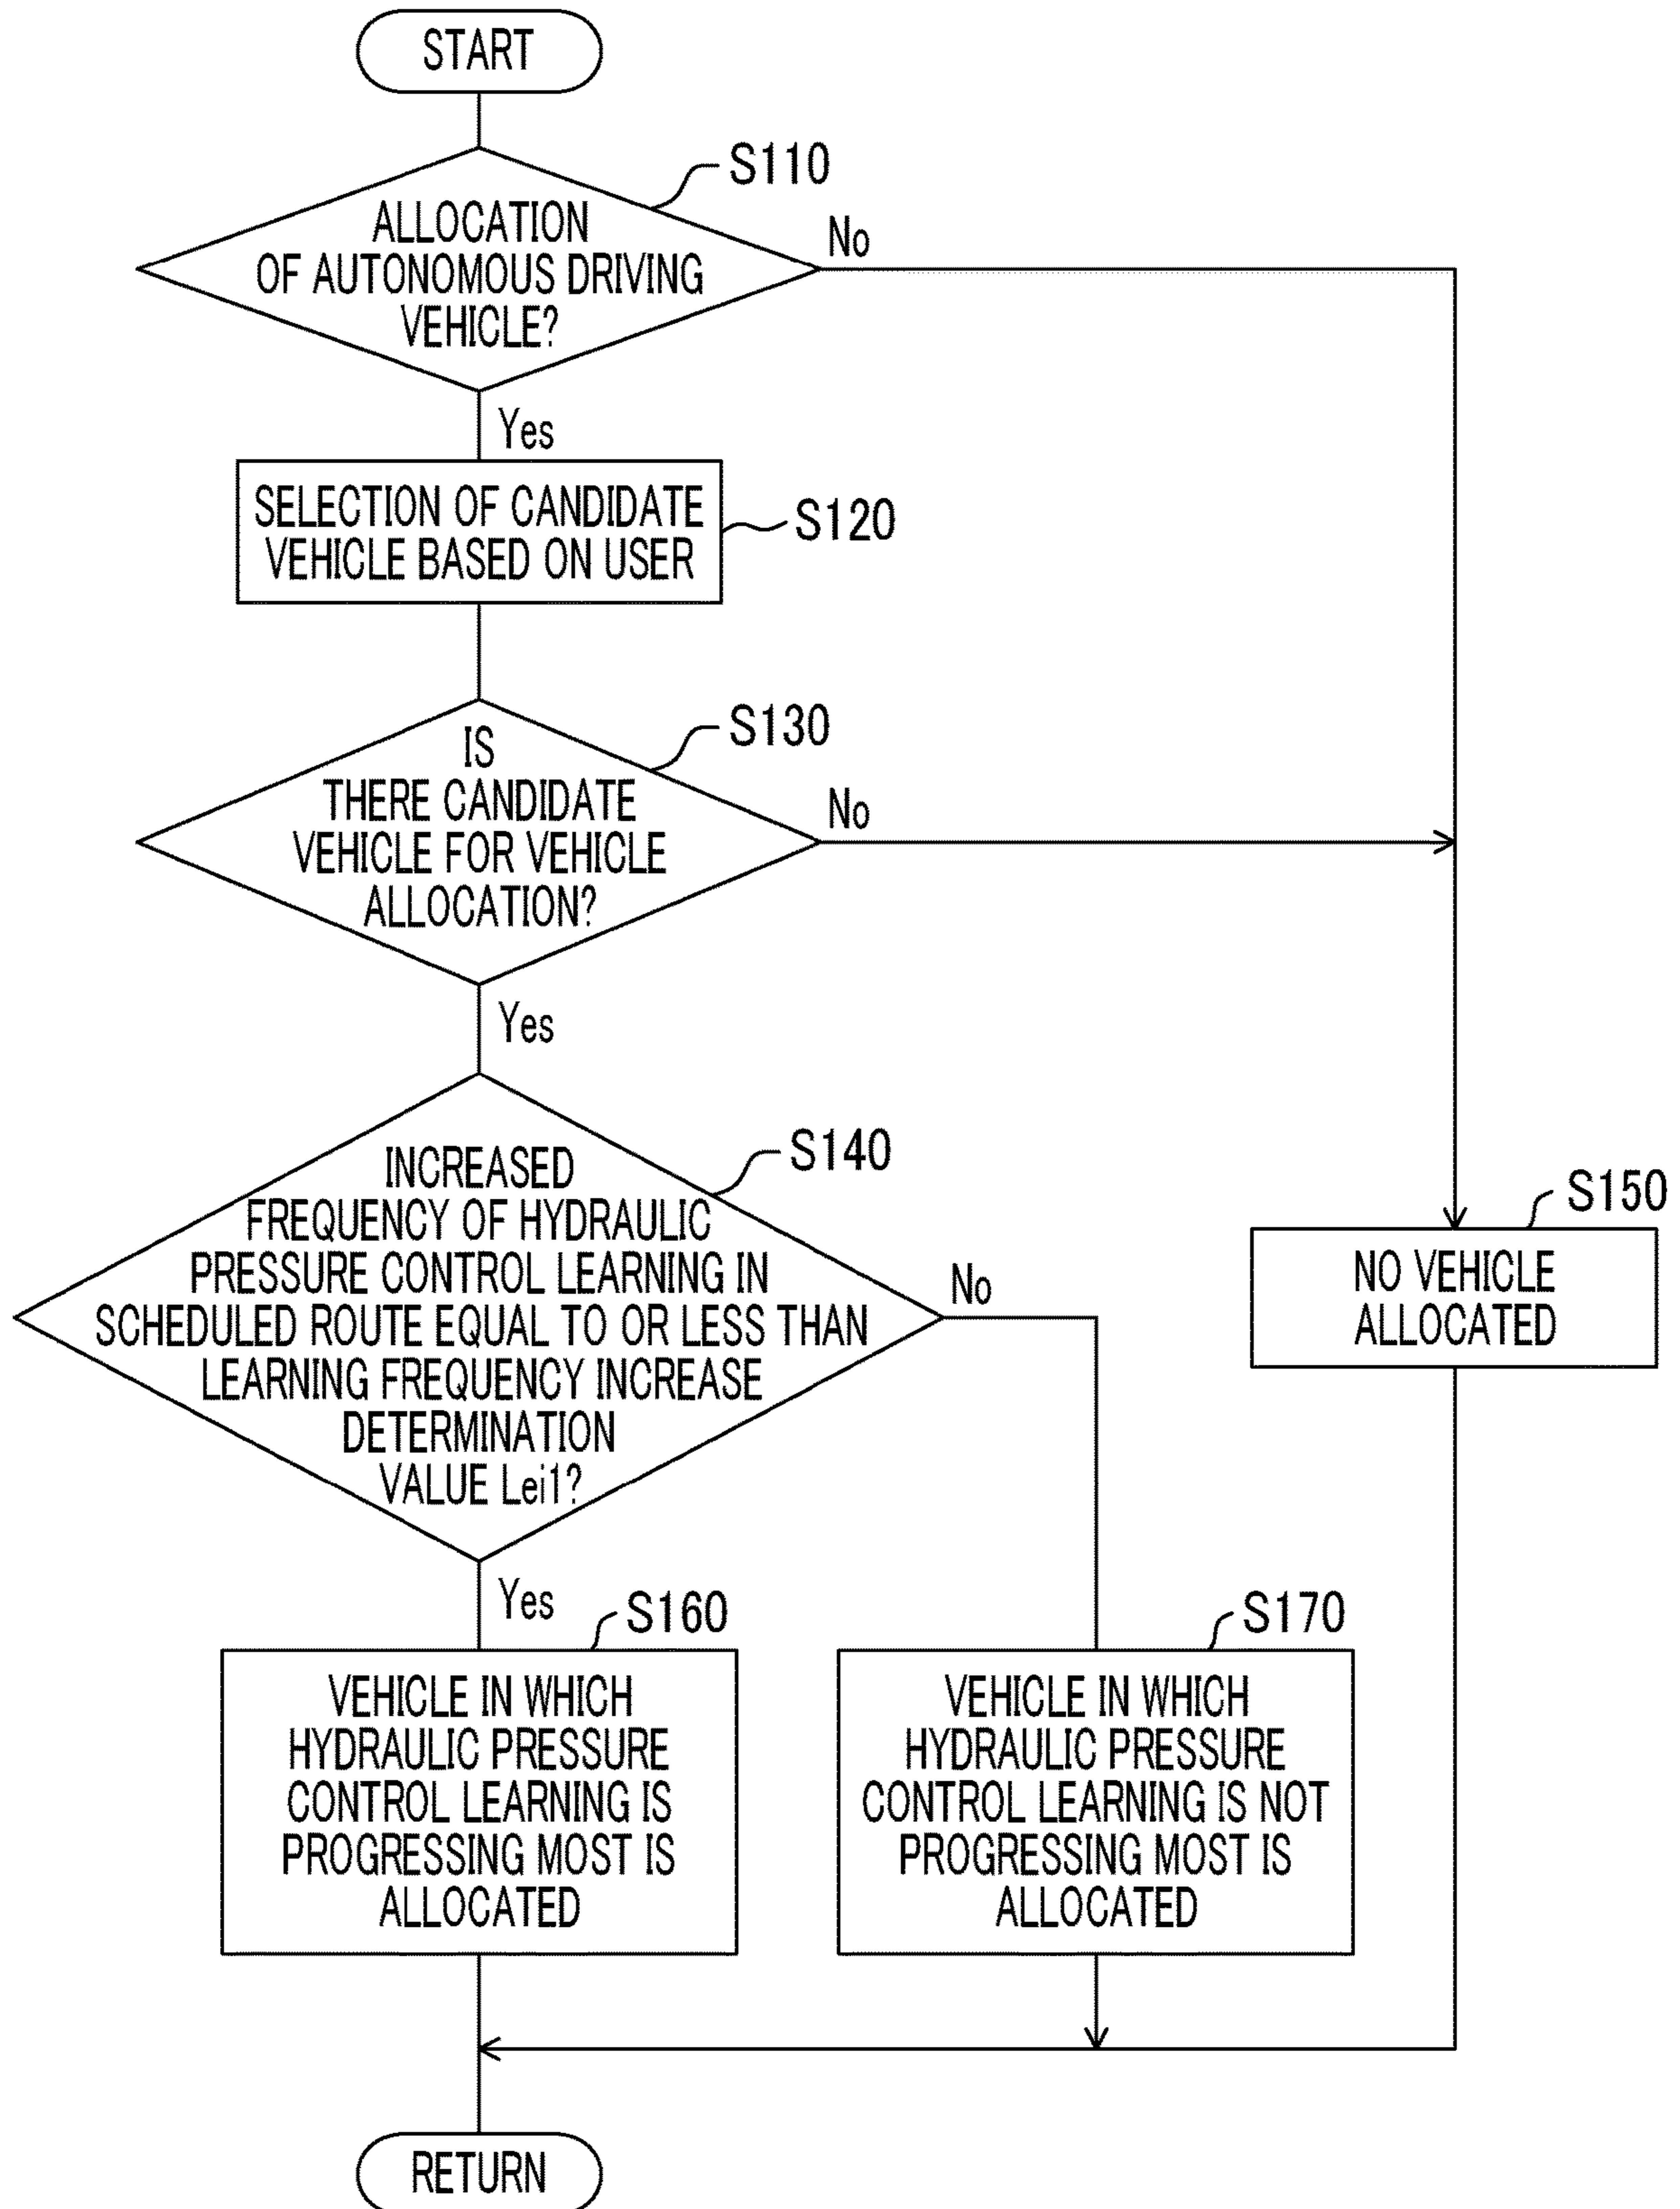 START
S110
ALLOCATION
OF AUTONOMOUS DRIVING
VEHICLE?
No
Yes
SELECTION OF CANDIDATE
VEHICLE BASED ON USER
S120
S130
IS
THERE CANDIDATE
VEHICLE FOR VEHICLE
ALLOCATION?
No
Yes
S140
INCREASED
FREQUENCY OF HYDRAULIC
PRESSURE CONTROL LEARNING IN
SCHEDULED ROUTE EQUAL TO OR LESS THAN
LEARNING FREQUENCY INCREASE
DETERMINATION
VALUE Lei1?
No
S150
NO VEHICLE
ALLOCATED
Yes
S160
VEHICLE IN WHICH
HYDRAULIC PRESSURE
CONTROL LEARNING IS
PROGRESSING MOST IS
ALLOCATED
S170
VEHICLE IN WHICH
HYDRAULIC PRESSURE
CONTROL LEARNING IS NOT
PROGRESSING MOST IS
ALLOCATED
RETURN